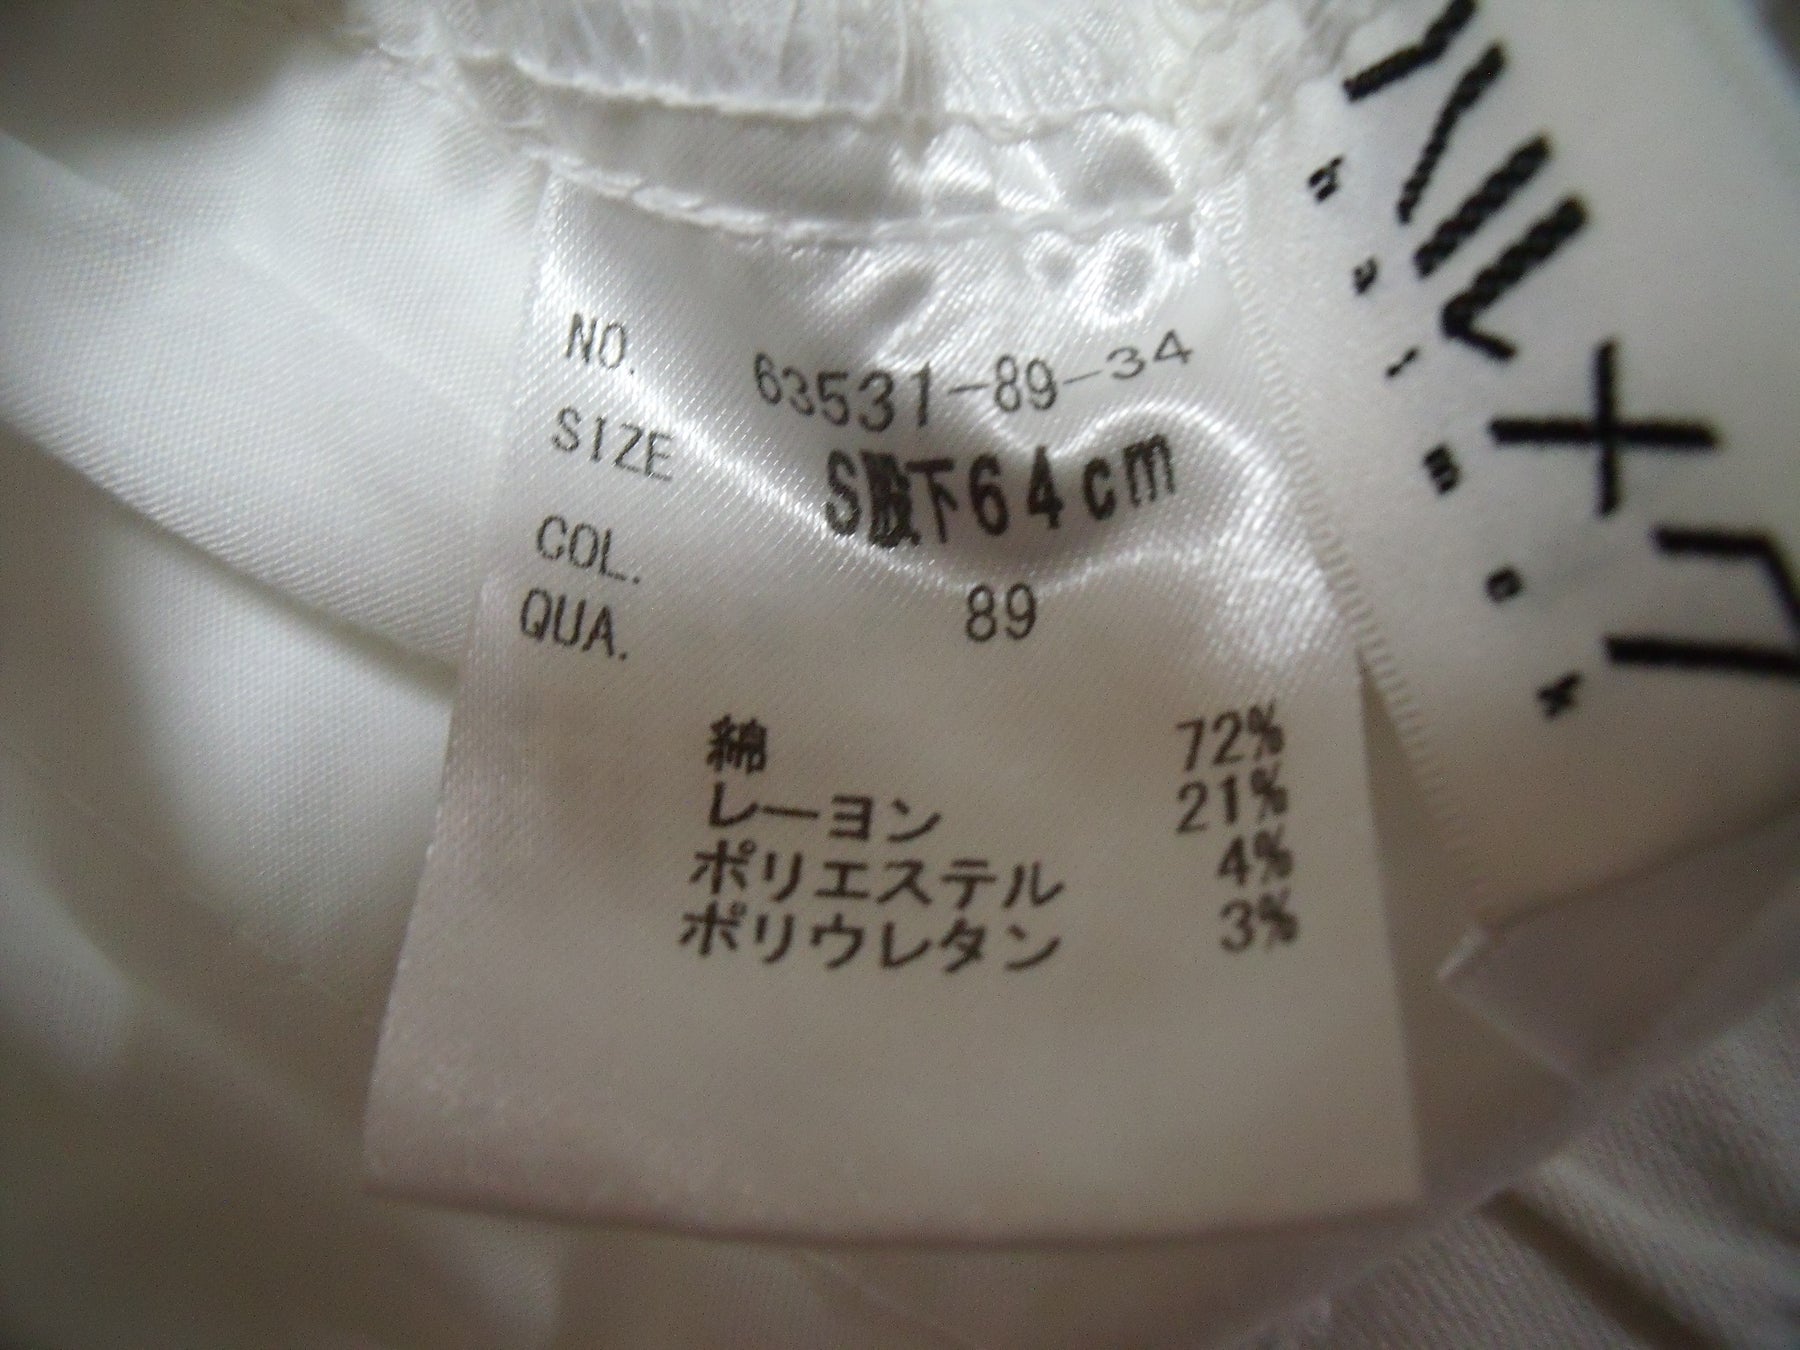 NO. 63531-89-34
SIZE S股下64cm
COL. 89
QUA.
綿 72%
レーヨン 21%
ポリエステル 4%
ポリウレタン 3%